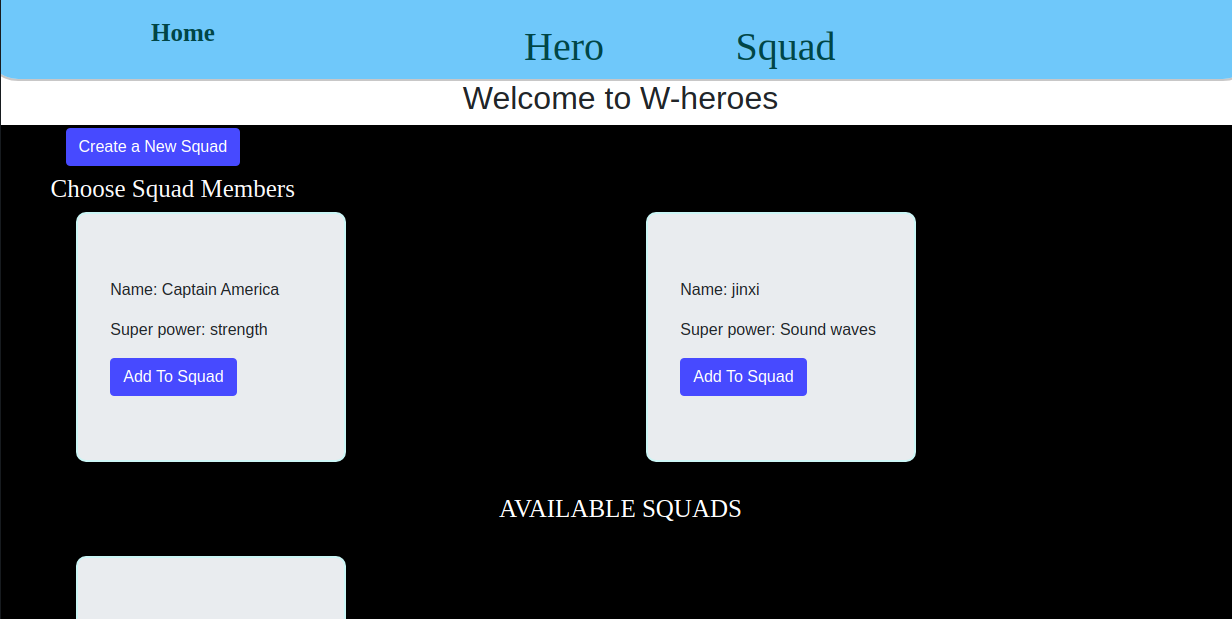 Home
Hero Squad
Welcome to W-heroes
Create a New Squad
Choose Squad Members
Name: Captain America
Super power: strength
Add To Squad
Name: jinxi
Super power: Sound waves
Add To Squad
AVAILABLE SQUADS